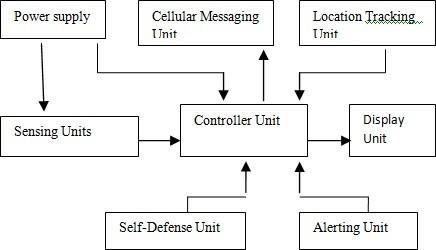 Power supply
Cellular Messaging
Unit
Location Tracking
Unit
Sensing Units
Controller Unit
Display
Unit
Self-Defense Unit
Alerting Unit